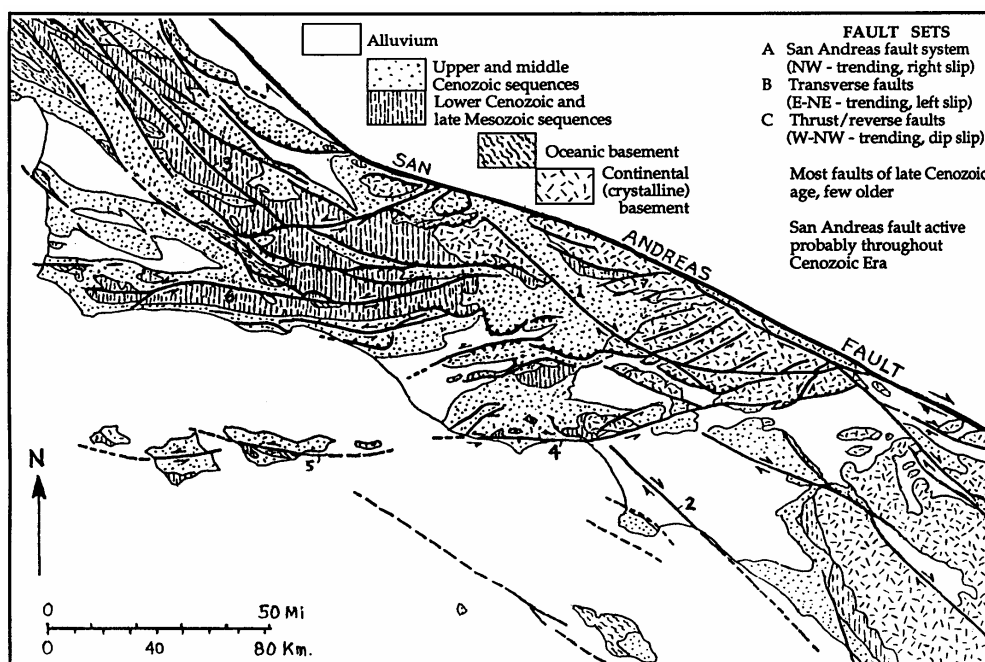 Alluvium
Upper and middle
Cenozoic sequences
Lower Cenozoic and
late Mesozoic sequences
Oceanic basement
Continental
(crystalline)
basement
FAULT SETS
A San Andreas fault system
(NW - trending, right slip)
B Transverse faults
(E-NE - trending, left slip)
C Thrust/reverse faults
(W-NW - trending, dip slip)
Most faults of late Cenozoic
age, few older
San Andreas fault active
probably throughout
Cenozoic Era
SAN
ANDREAS
FAULT
3
1
6
4
5
2
N
0 50 Mi
0 40 80 Km.